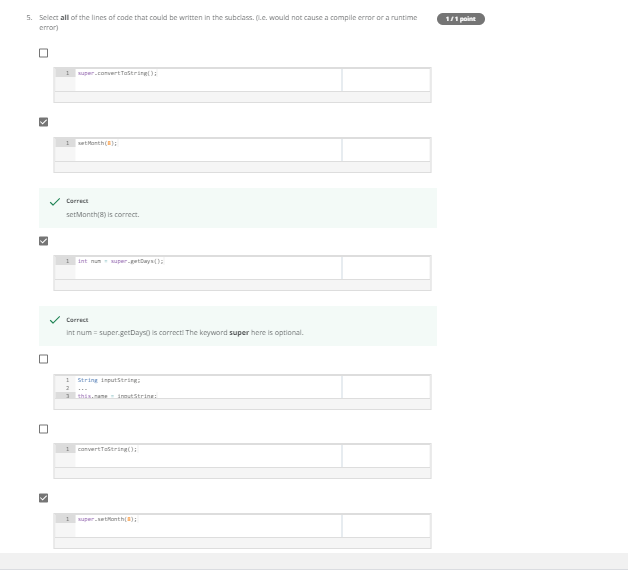 5. Select all of the lines of code that could be written in the subclass. (i.e. would not cause a compile error or a runtime
error)
1 / 1 point
1 super.convertToString();
1 setMonth(8);
Correct
setMonth(8) is correct.
1 int num = super.getDays();
Correct
int num = super.getDays() is correct! The keyword super here is optional.
1 String inputString;
2 ...
3 this.name = inputString;
1 convertToString();
1 super.setMonth(8);